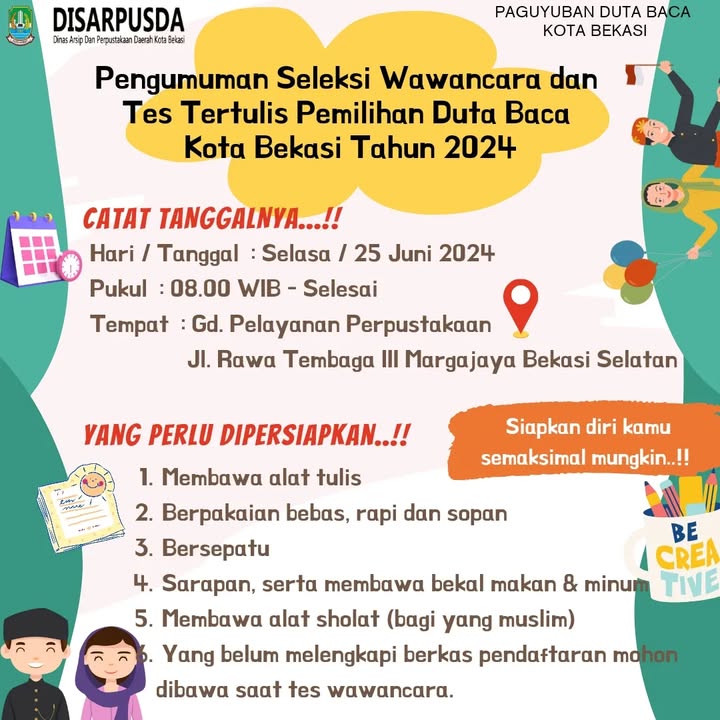 DISARPUSDA
Dinas Arsip Dan Perpustakaan Daerah Kota Bekasi
PAGUYUBAN DUTA BACA
KOTA BEKASI
Pengumuman Seleksi Wawancara dan
Tes Tertulis Pemilihan Duta Baca
Kota Bekasi Tahun 2024
CATAT TANGGALNYA...!!
Hari / Tanggal : Selasa / 25 Juni 2024
Pukul : 08.00 WIB - Selesai
Tempat : Gd. Pelayanan Perpustakaan
Jl. Rawa Tembaga III Margajaya Bekasi Selatan
YANG PERLU DIPERSIAPKAN..!!
Siapkan diri kamu
semaksimal mungkin..!!
1. Membawa alat tulis
2. Berpakaian bebas, rapi dan sopan
3. Bersepatu
4. Sarapan, serta membawa bekal makan & minum
5. Membawa alat sholat (bagi yang muslim)
6. Yang belum melengkapi berkas pendaftaran mohon
dibawa saat tes wawancara.
BE
CREA
TIVE